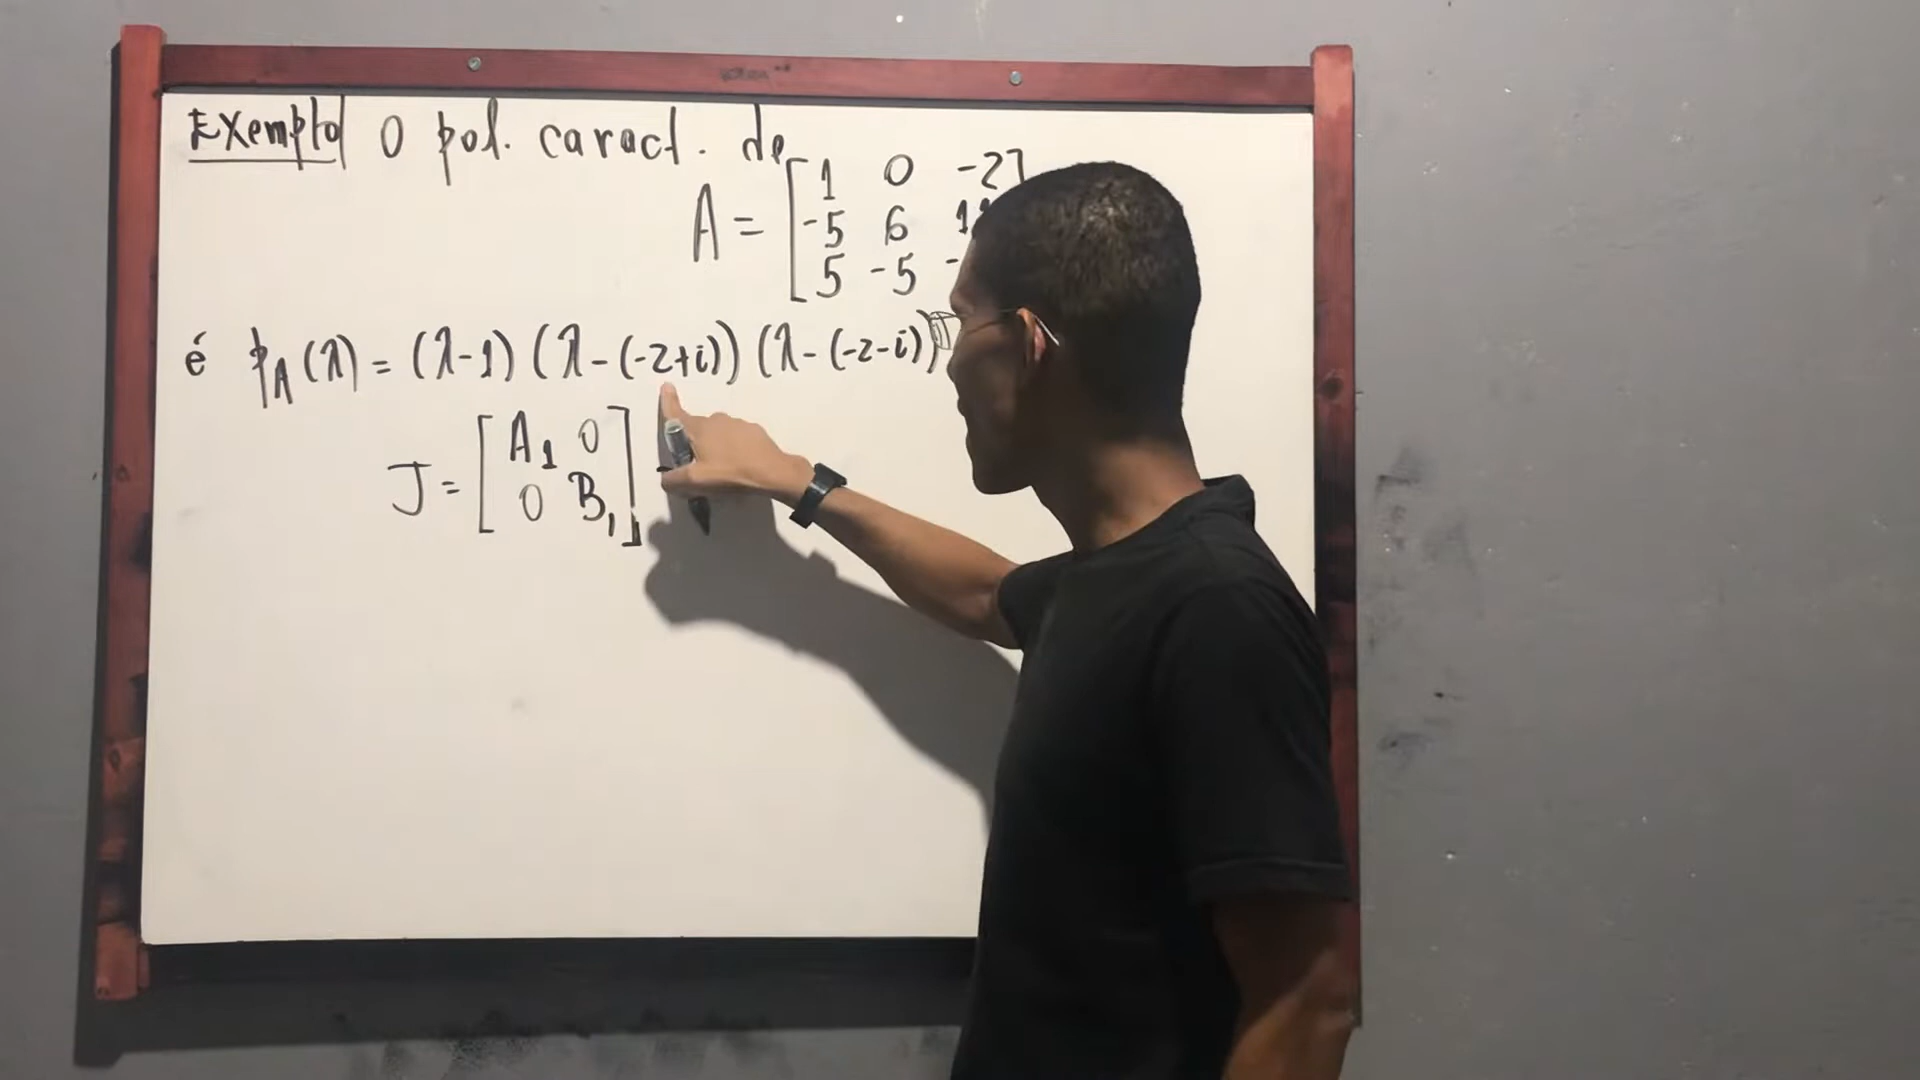 Exemplo O pol. caract. de
A = [ 1 0 -2 ]
-5 6 1
5 -5 -
é pA(λ) = (λ-1) (λ-(-2+i)) (λ-(-2-i))
J = [ A1 0
0 B1 ]